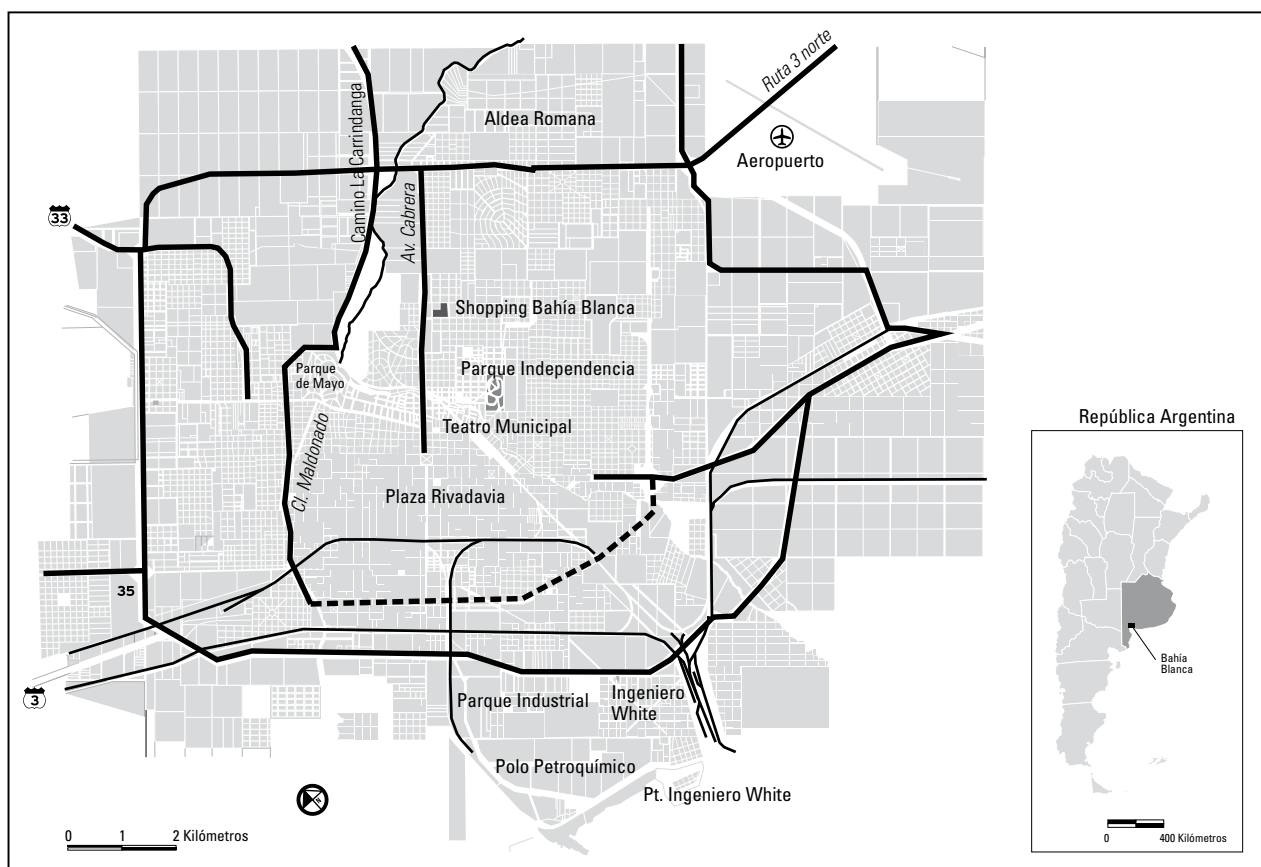 Ruta 3 norte
Camino La Carrindanga
Aldea Romana
Aeropuerto
33
Av. Cabrera
Shopping Bahía Blanca
Parque
de Mayo
Parque Independencia
Teatro Municipal
Cl. Maldonado
Plaza Rivadavia
35
3
Parque Industrial
Ingeniero
White
Polo Petroquímico
Pt. Ingeniero White
0 1 2 Kilómetros
República Argentina
Bahía
Blanca
0 400 Kilómetros